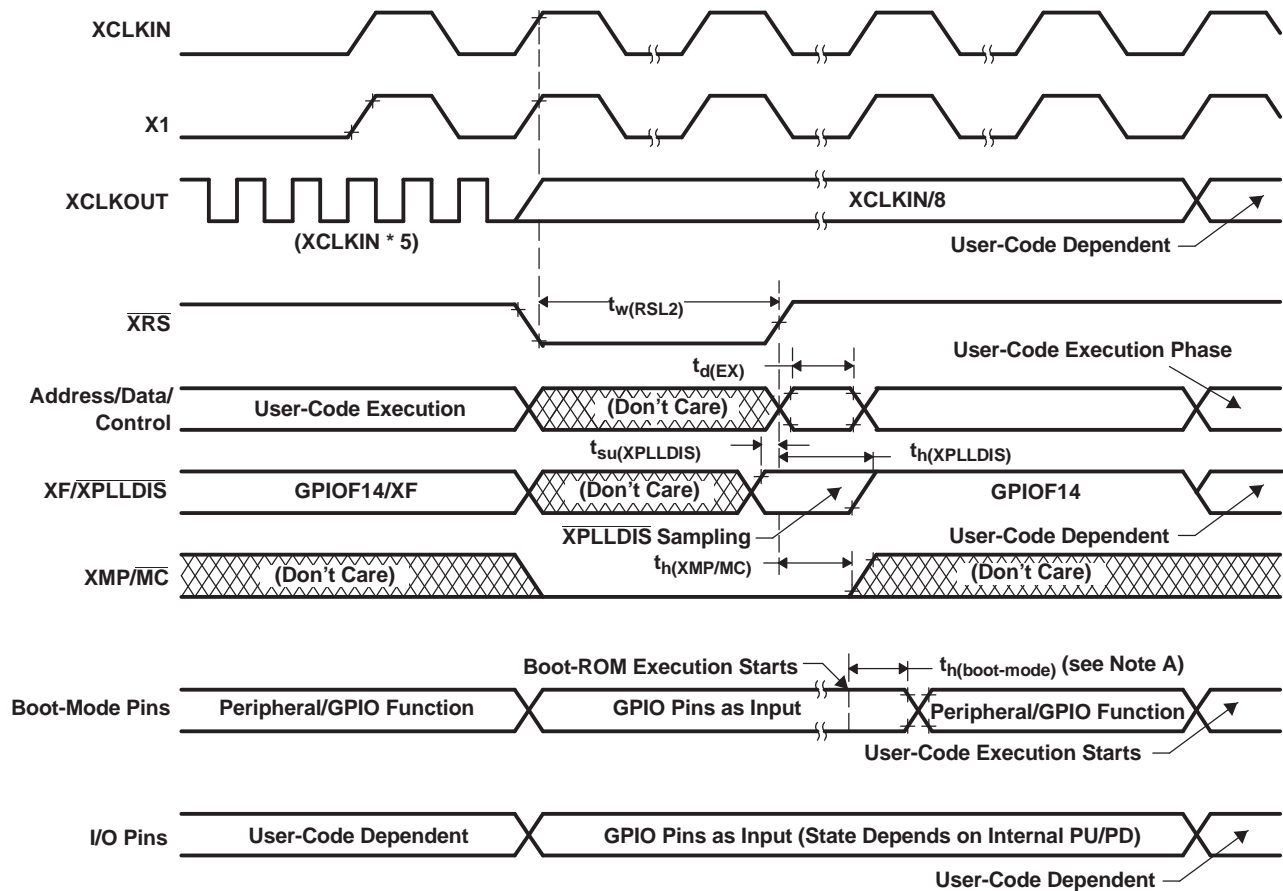 XCLKIN
X1
XCLKOUT
XCLKIN/8
(XCLKIN * 5)
User-Code Dependent
tw(RSL2)
XRS
User-Code Execution Phase
td(EX)
Address/Data/
Control
User-Code Execution
(Don't Care)
tsu(XPLLDIS)
th(XPLLDIS)
XF/XPLLDIS
GPIOF14/XF
(Don't Care)
GPIOF14
XPLLDIS Sampling
User-Code Dependent
th(XMP/MC)
XMP/MC
(Don't Care)
(Don't Care)
Boot-ROM Execution Starts
th(boot-mode) (see Note A)
Boot-Mode Pins
Peripheral/GPIO Function
GPIO Pins as Input
Peripheral/GPIO Function
User-Code Execution Starts
I/O Pins
User-Code Dependent
GPIO Pins as Input (State Depends on Internal PU/PD)
User-Code Dependent